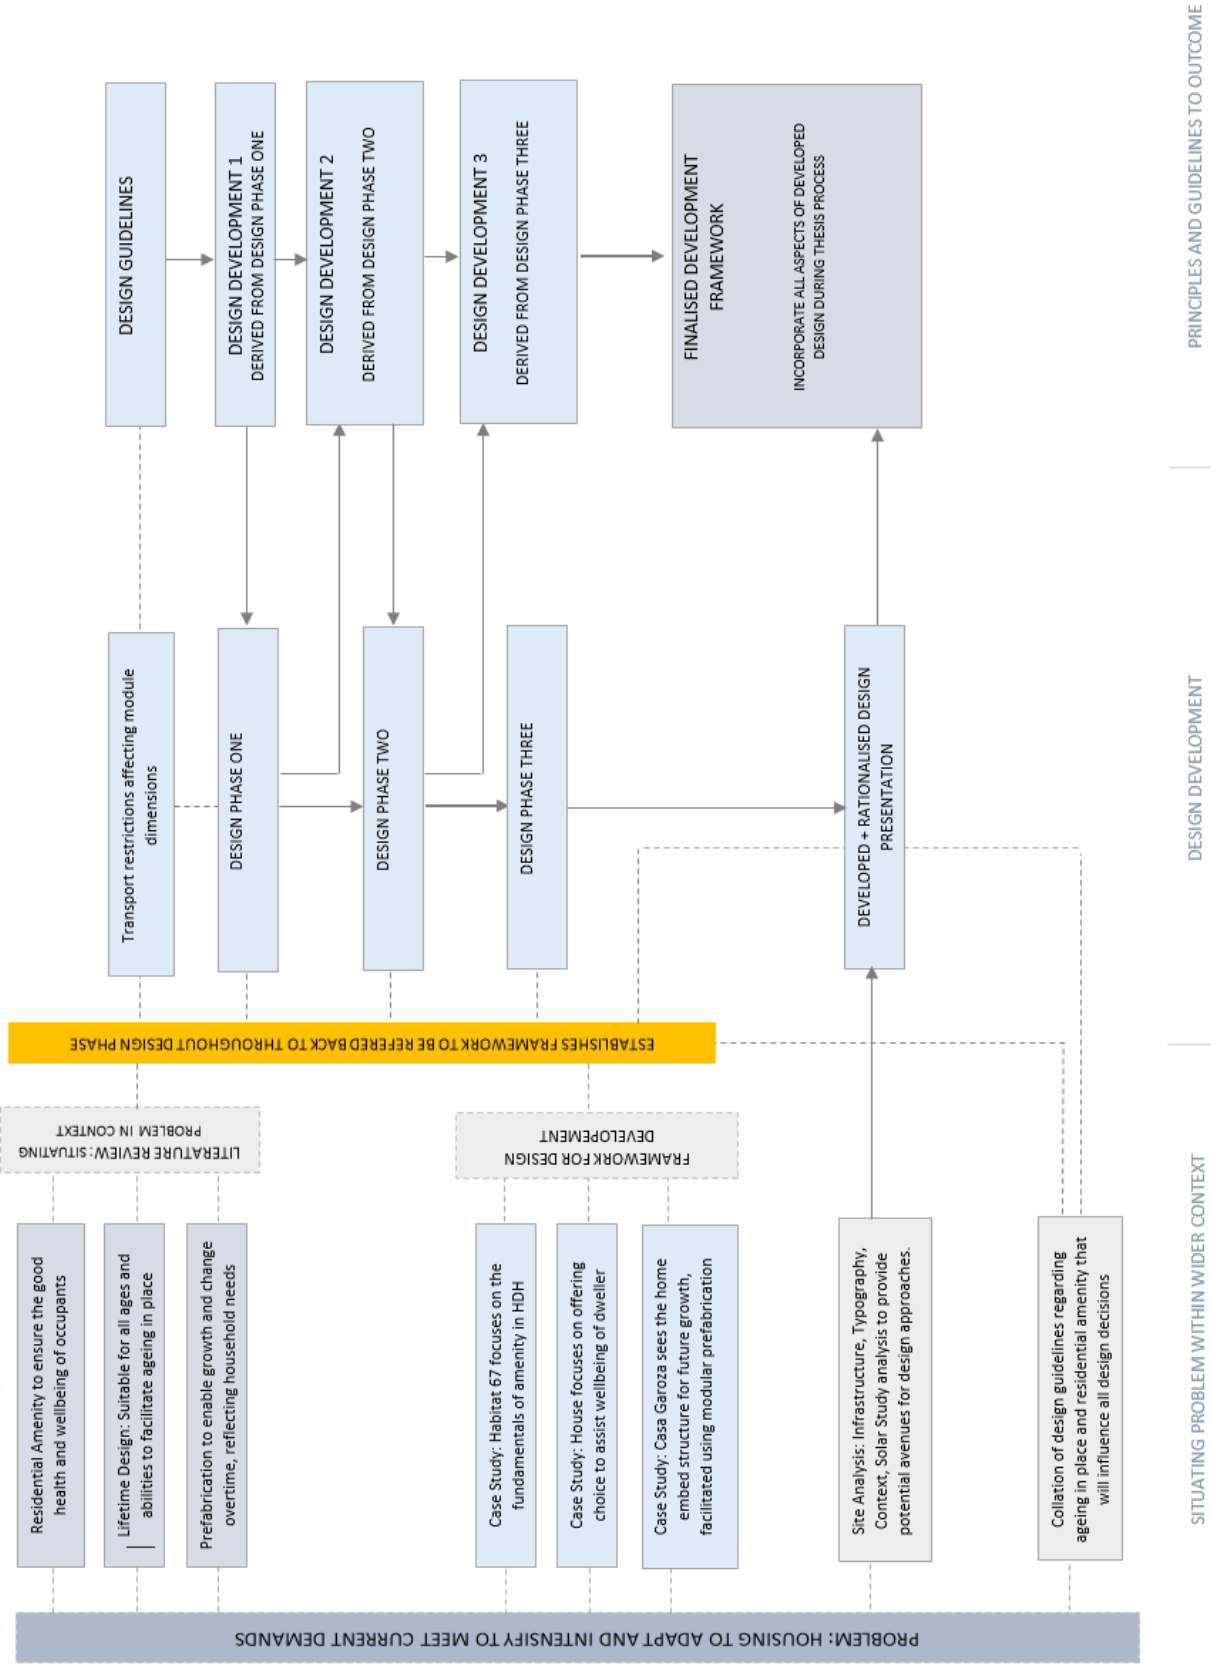 PROBLEM: HOUSING TO ADAPT AND INTENSIFY TO MEET CURRENT DEMANDS
Residential Amenity to ensure the good
health and wellbeing of occupants
Lifetime Design: Suitable for all ages and
abilities to facilitate ageing in place
Prefabrication to enable growth and change
overtime, reflecting household needs
Case Study: Habitat 67 focuses on the
fundamentals of amenity in HDH
Case Study: House focuses on offering
choice to assist wellbeing of dweller
Case Study: Casa Garoza sees the home
embed structure for future growth,
facilitated using modular prefabrication
Site Analysis: Infrastructure, Typography,
Context, Solar Study analysis to provide
potential avenues for design approaches.
Collation of design guidelines regarding
ageing in place and residential amenity that
will influence all design decisions
LITERATURE REVIEW: SITUATING
PROBLEM IN CONTEXT
FRAMEWORK FOR DESIGN
DEVELOPEMENT
ESTABLISHES FRAMEWORK TO BE REFERED BACK TO THROUGHOUT DESIGN PHASE
Transport restrictions affecting module
dimensions
DESIGN PHASE ONE
DESIGN PHASE TWO
DESIGN PHASE THREE
DEVELOPED + RATIONALISED DESIGN
PRESENTATION
DESIGN GUIDELINES
DESIGN DEVELOPMENT 1
DERIVED FROM DESIGN PHASE ONE
DESIGN DEVELOPMENT 2
DERIVED FROM DESIGN PHASE TWO
DESIGN DEVELOPMENT 3
DERIVED FROM DESIGN PHASE THREE
FINALISED DEVELOPMENT
FRAMEWORK
INCORPORATE ALL ASPECTS OF DEVELOPED
DESIGN DURING THESIS PROCESS
SITUATING PROBLEM WITHIN WIDER CONTEXT
DESIGN DEVELOPMENT
PRINCIPLES AND GUIDELINES TO OUTCOME